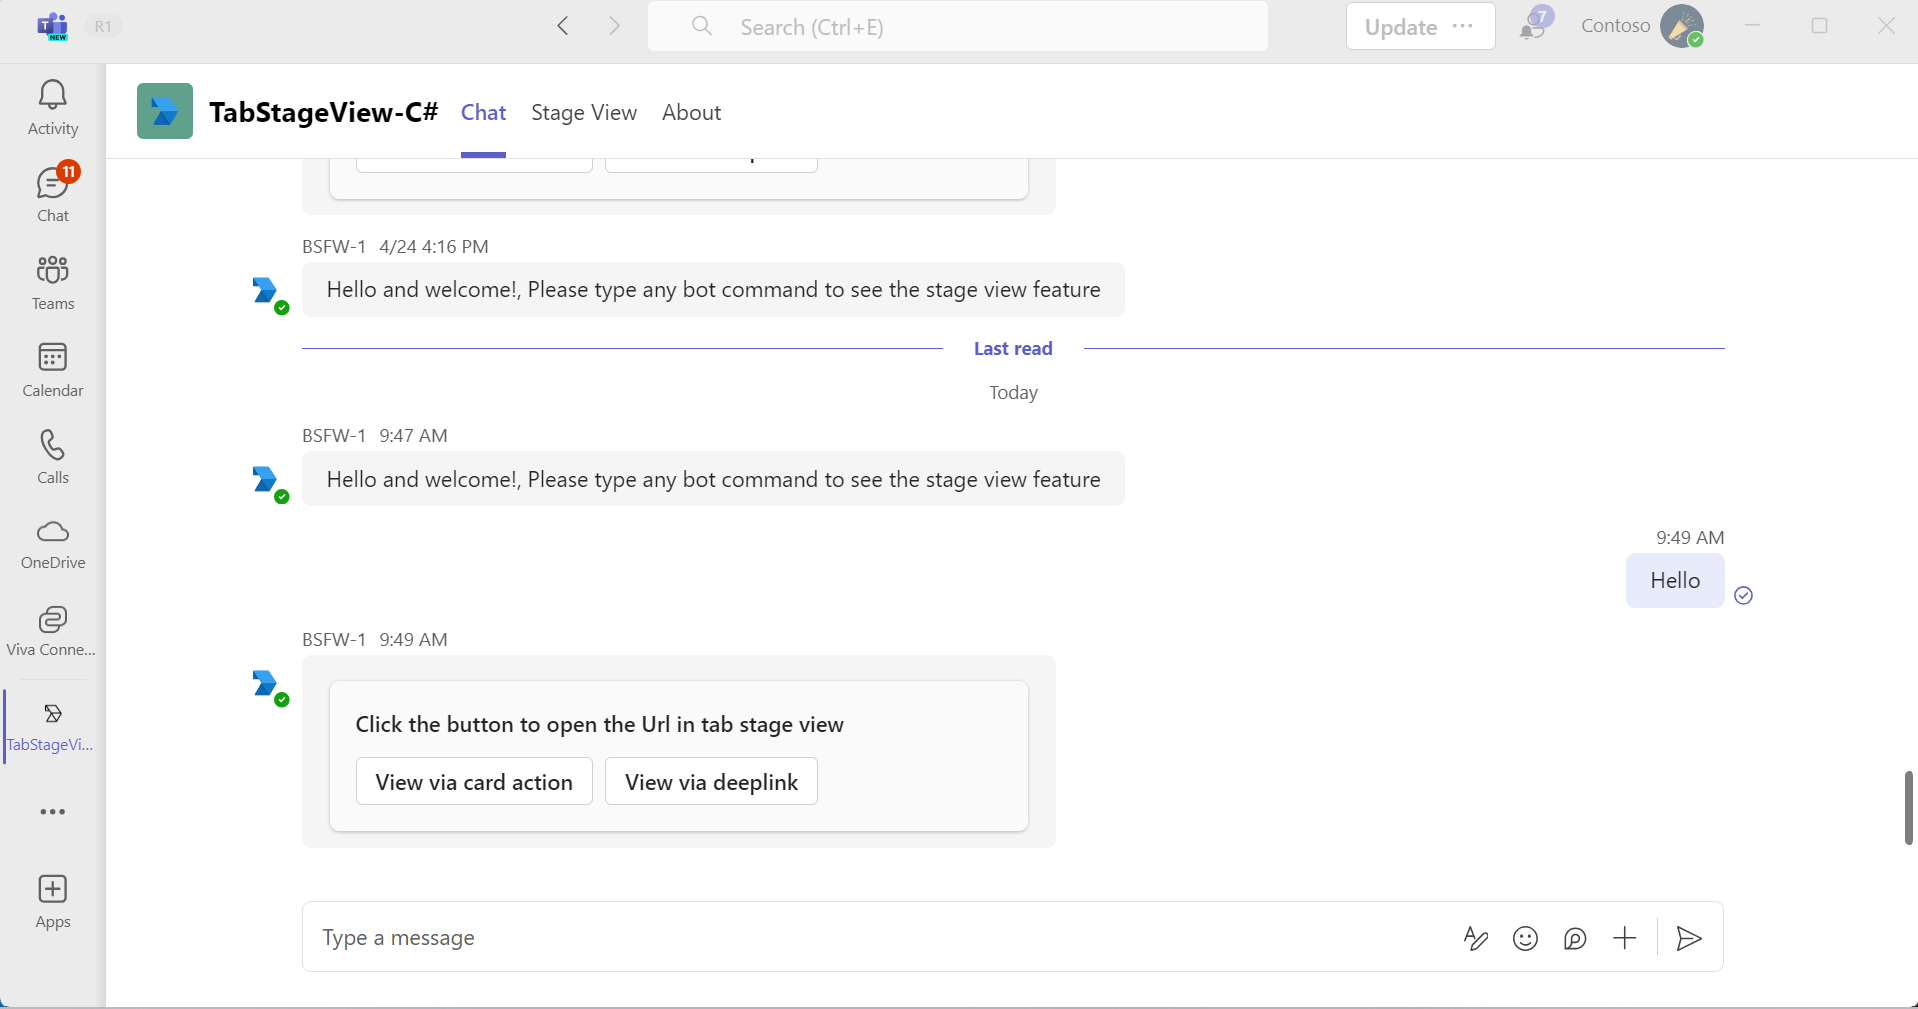 R1
Search (Ctrl+E)
Update
7
Contoso
Activity
11
Chat
Teams
Calendar
Calls
OneDrive
Viva Conne...
TabStageVi...
Apps
TabStageView-C# Chat Stage View About
BSFW-1 4/24 4:16 PM
Hello and welcome!, Please type any bot command to see the stage view feature
Last read
Today
BSFW-1 9:47 AM
Hello and welcome!, Please type any bot command to see the stage view feature
9:49 AM
Hello
BSFW-1 9:49 AM
Click the button to open the Url in tab stage view
View via card action View via deeplink
Type a message